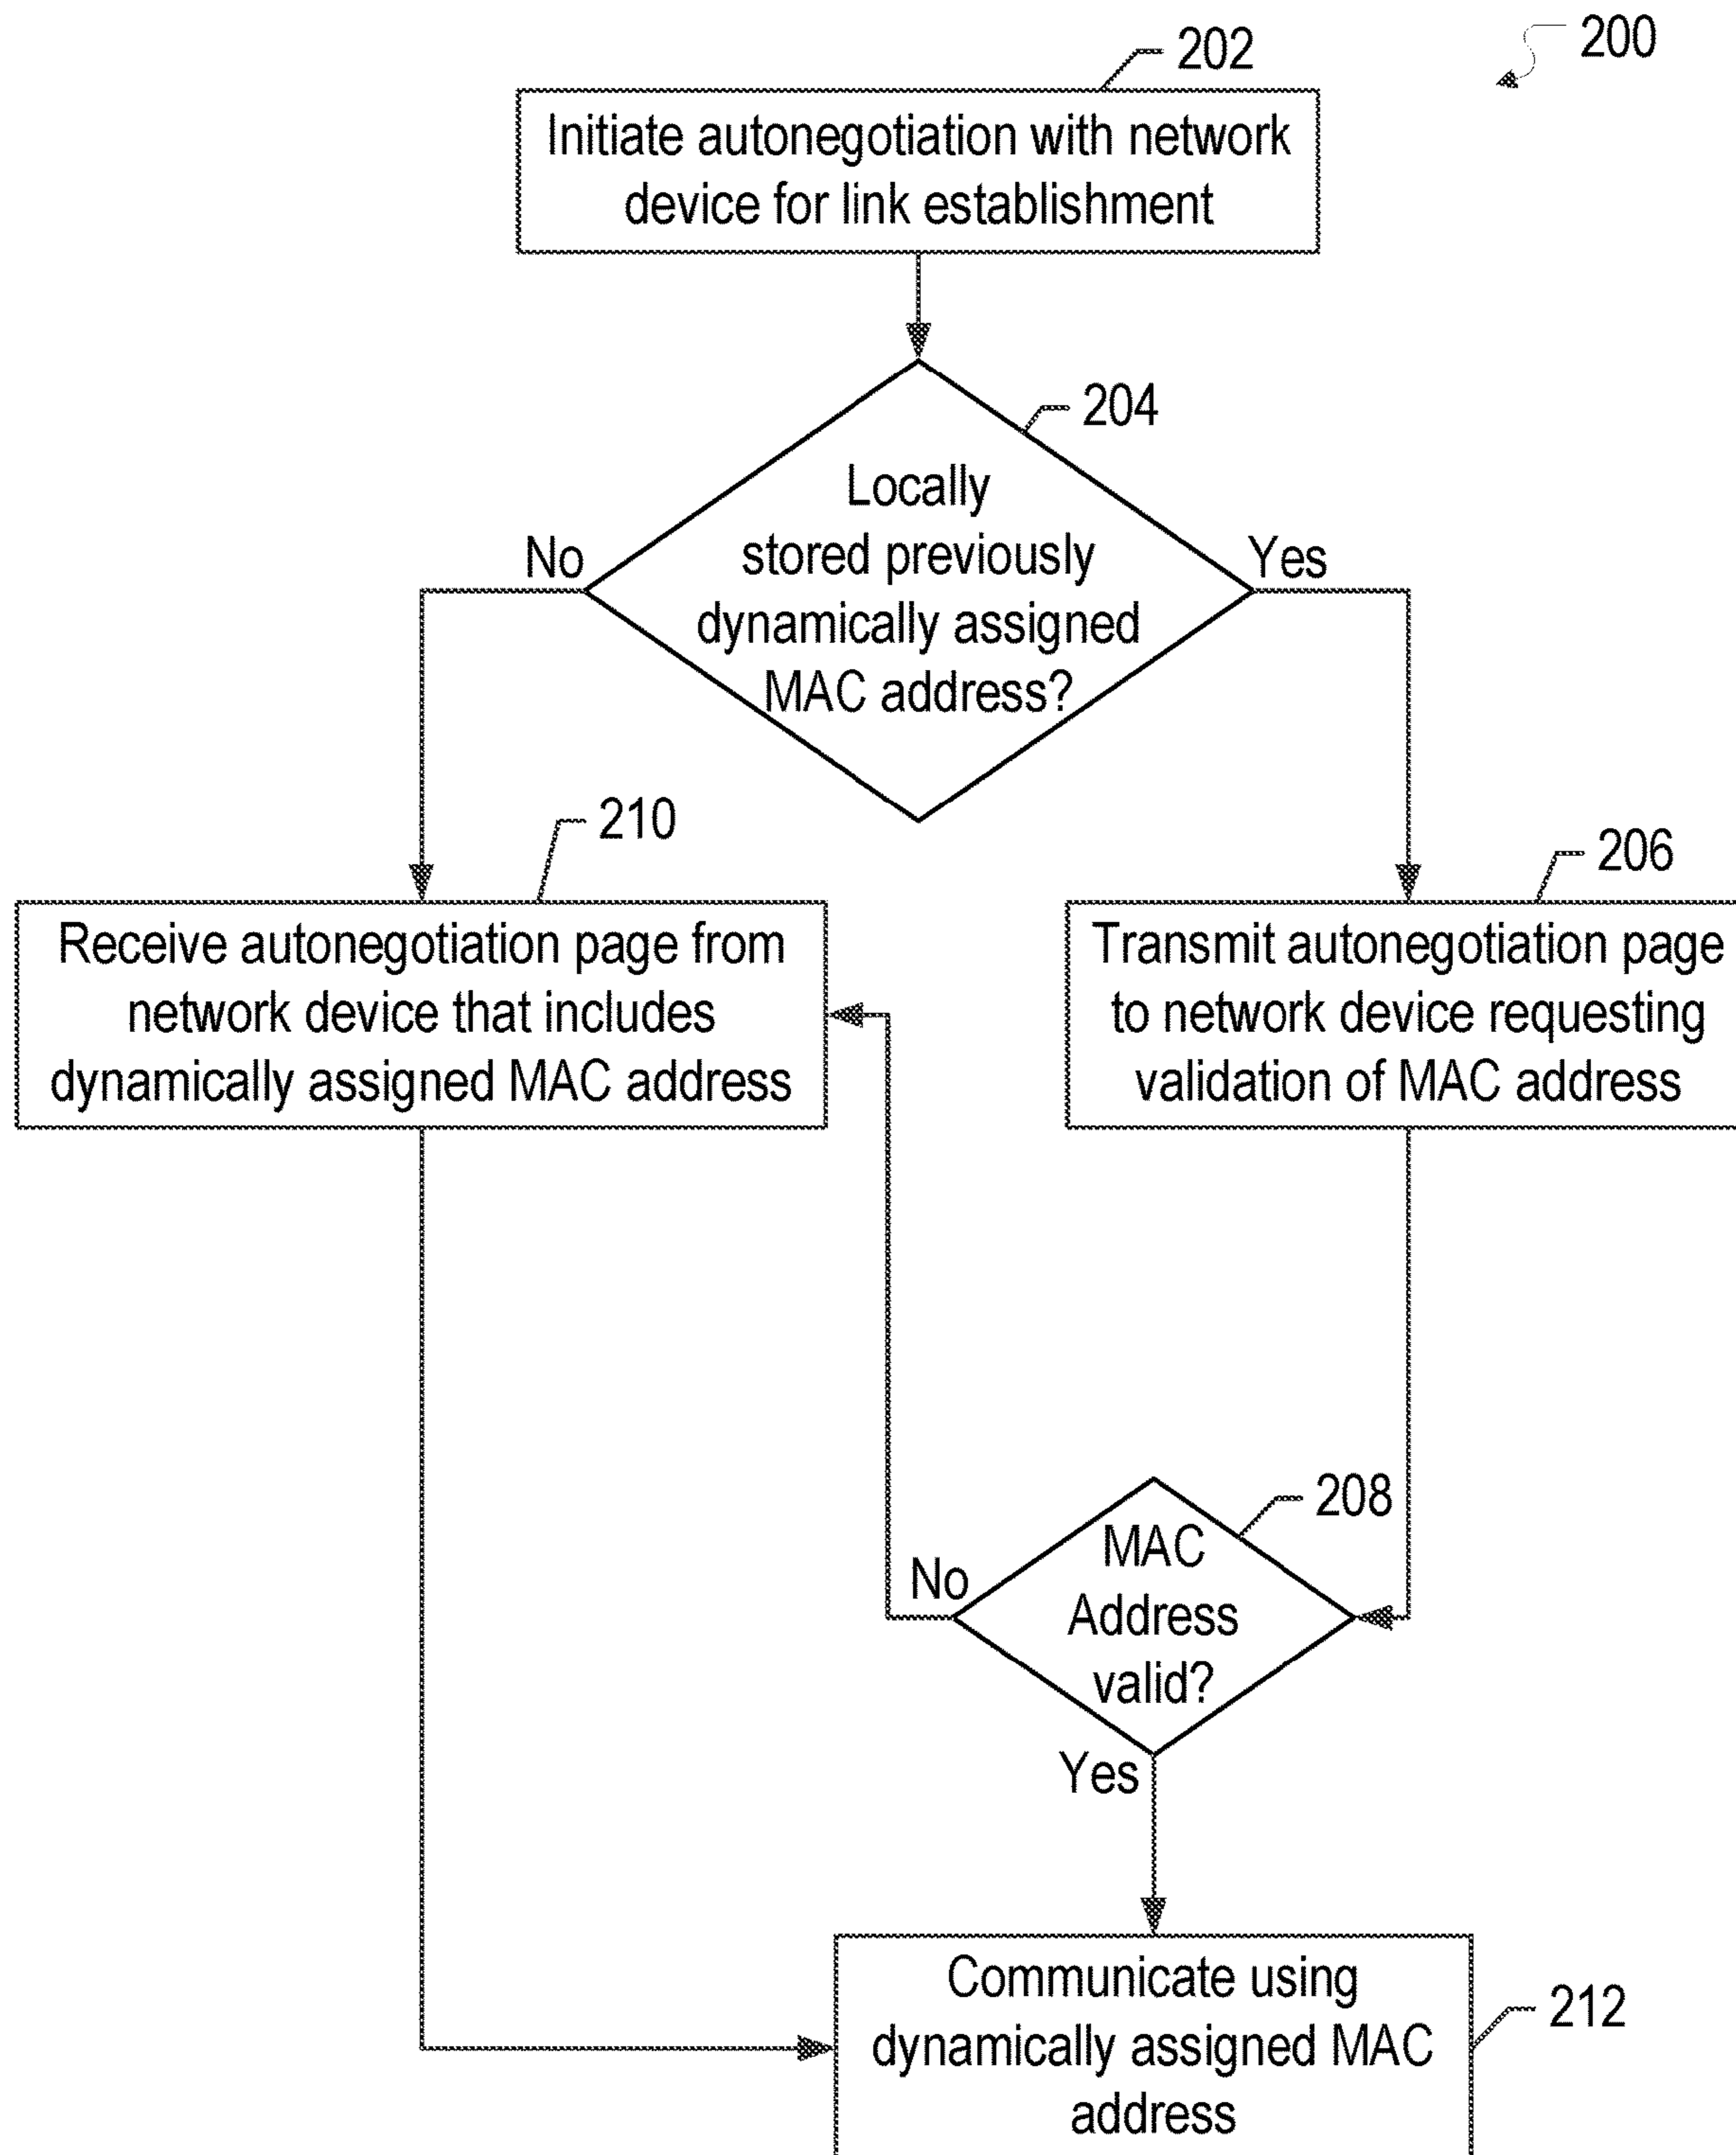 200
202
Initiate autonegotiation with network
device for link establishment
204
Locally
stored previously
dynamically assigned
MAC address?
No
Yes
210
Receive autonegotiation page from
network device that includes
dynamically assigned MAC address
206
Transmit autonegotiation page
to network device requesting
validation of MAC address
208
MAC
Address
valid?
No
Yes
Communicate using
dynamically assigned MAC
address
212